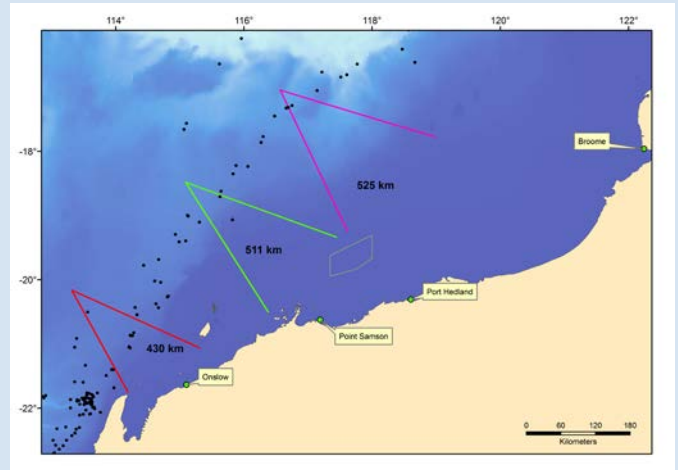 114° 116° 118° 120° 122°
-18°
Broome
525 km
511 km
-20°
Port Hedland
Point Samson
430 km
Onslow
-22°
0 60 120 180
Kilometers